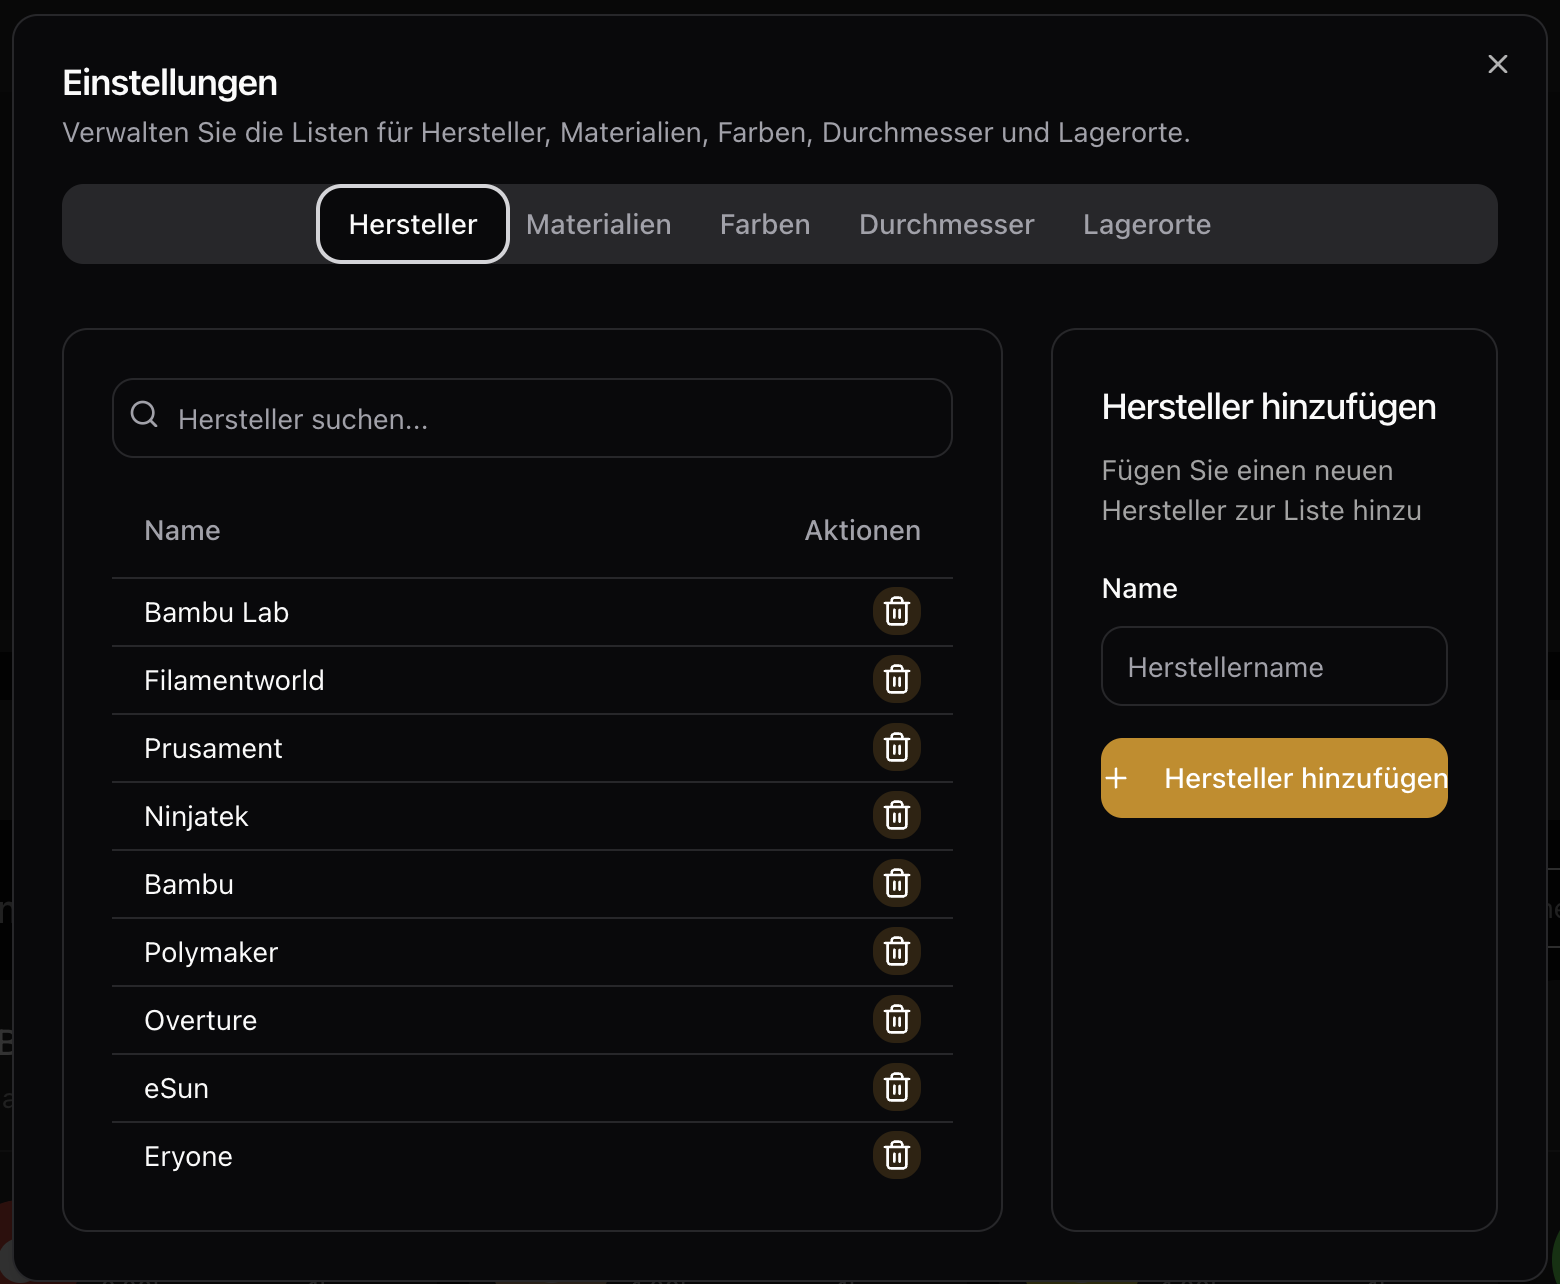 Einstellungen
Verwalten Sie die Listen für Hersteller, Materialien, Farben, Durchmesser und Lagerorte.
Hersteller Materialien Farben Durchmesser Lagerorte
Hersteller suchen...
Name Aktionen
Bambu Lab
Filamentworld
Prusament
Ninjatek
Bambu
Polymaker
Overture
eSun
Eryone
Hersteller hinzufügen
Fügen Sie einen neuen
Hersteller zur Liste hinzu
Name
Herstellername
+ Hersteller hinzufügen